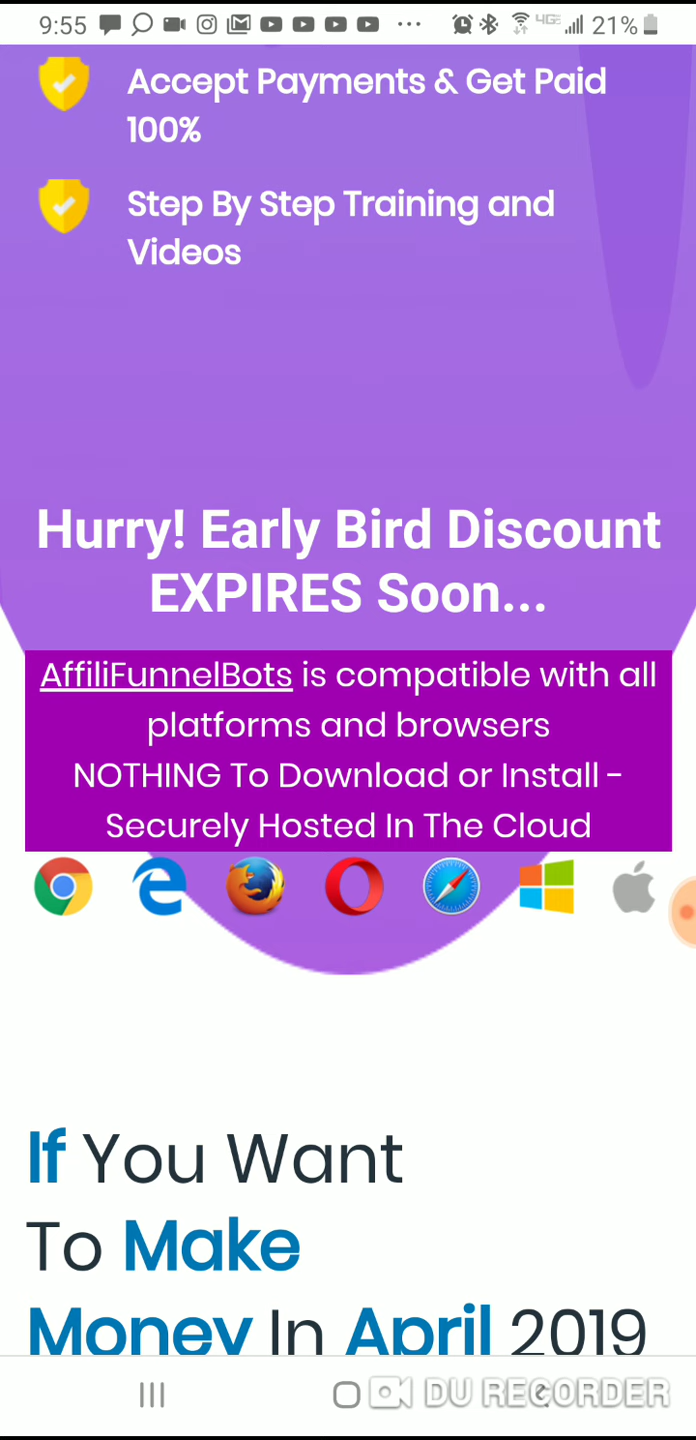 9:55
4GE
21%
Accept Payments & Get Paid
100%
Step By Step Training and
Videos
Hurry! Early Bird Discount
EXPIRES Soon...
AffiliFunnelBots is compatible with all
platforms and browsers
NOTHING To Download or Install -
Securely Hosted In The Cloud
If You Want
To Make
Money In April 2019
DU RECORDER